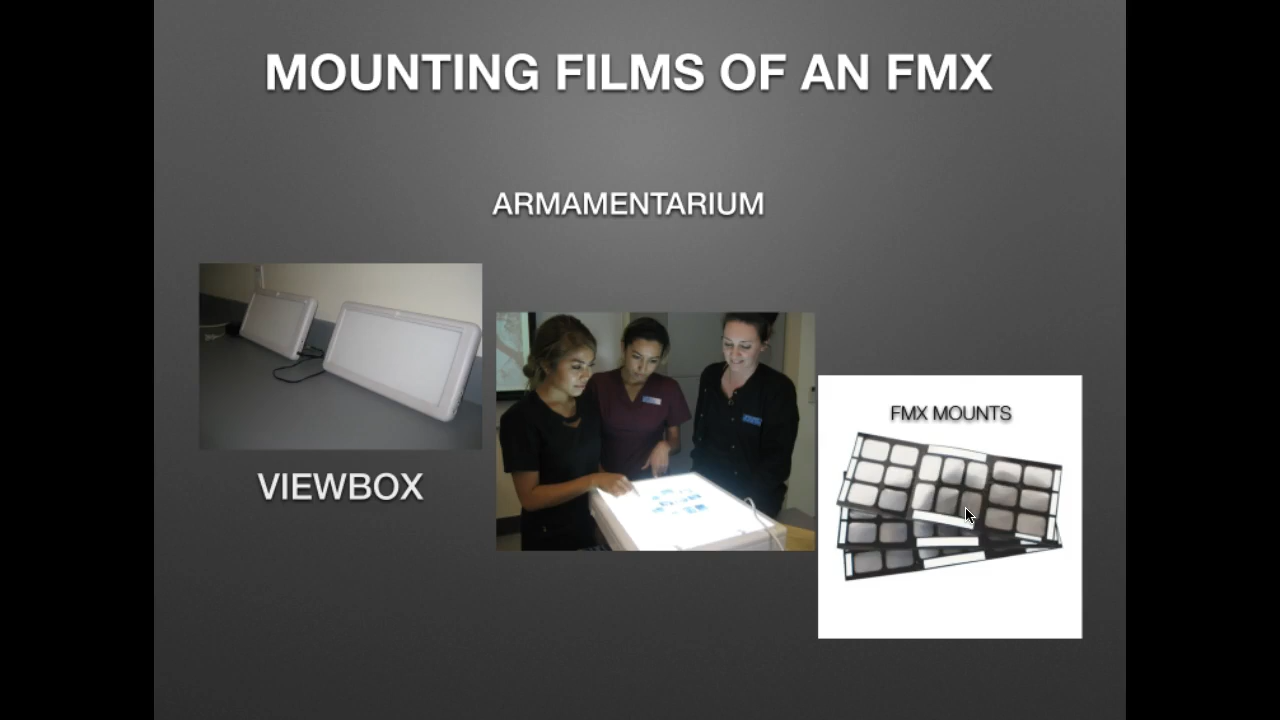 MOUNTING FILMS OF AN FMX
ARMAMENTARIUM
VIEWBOX
FMX MOUNTS